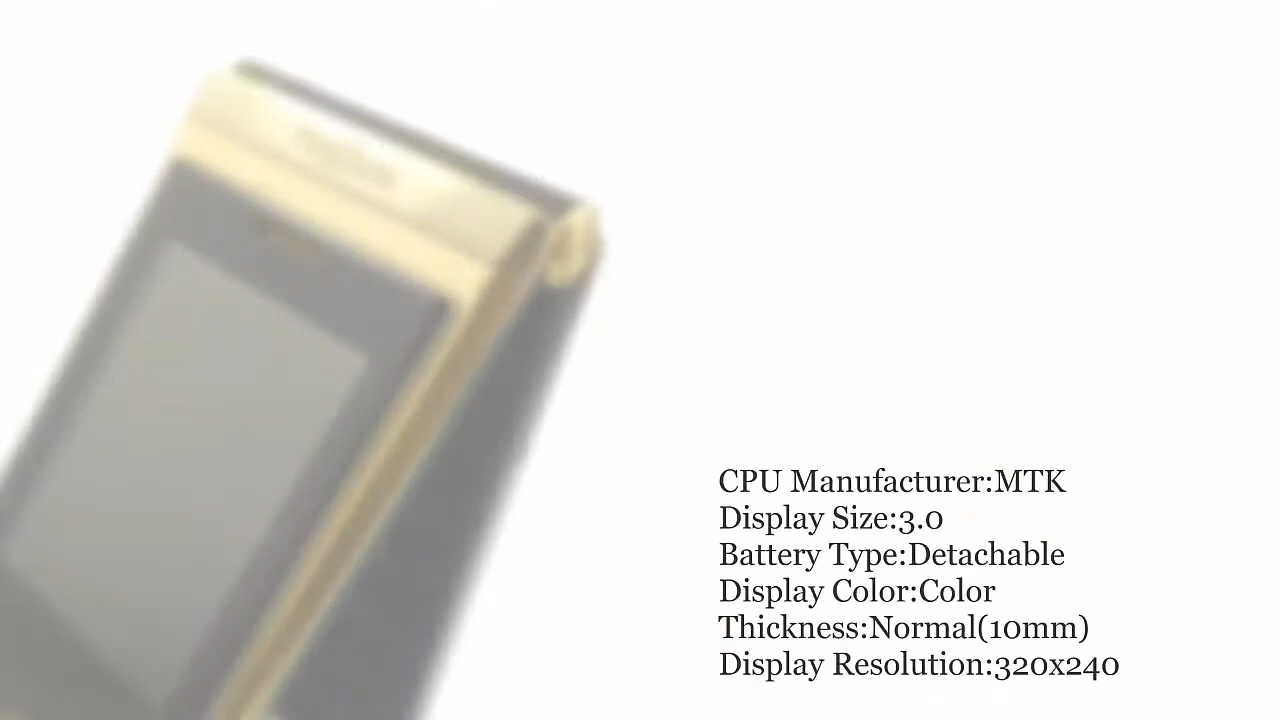 CPU Manufacturer:MTK
Display Size:3.0
Battery Type:Detachable
Display Color:Color
Thickness:Normal(10mm)
Display Resolution:320x240